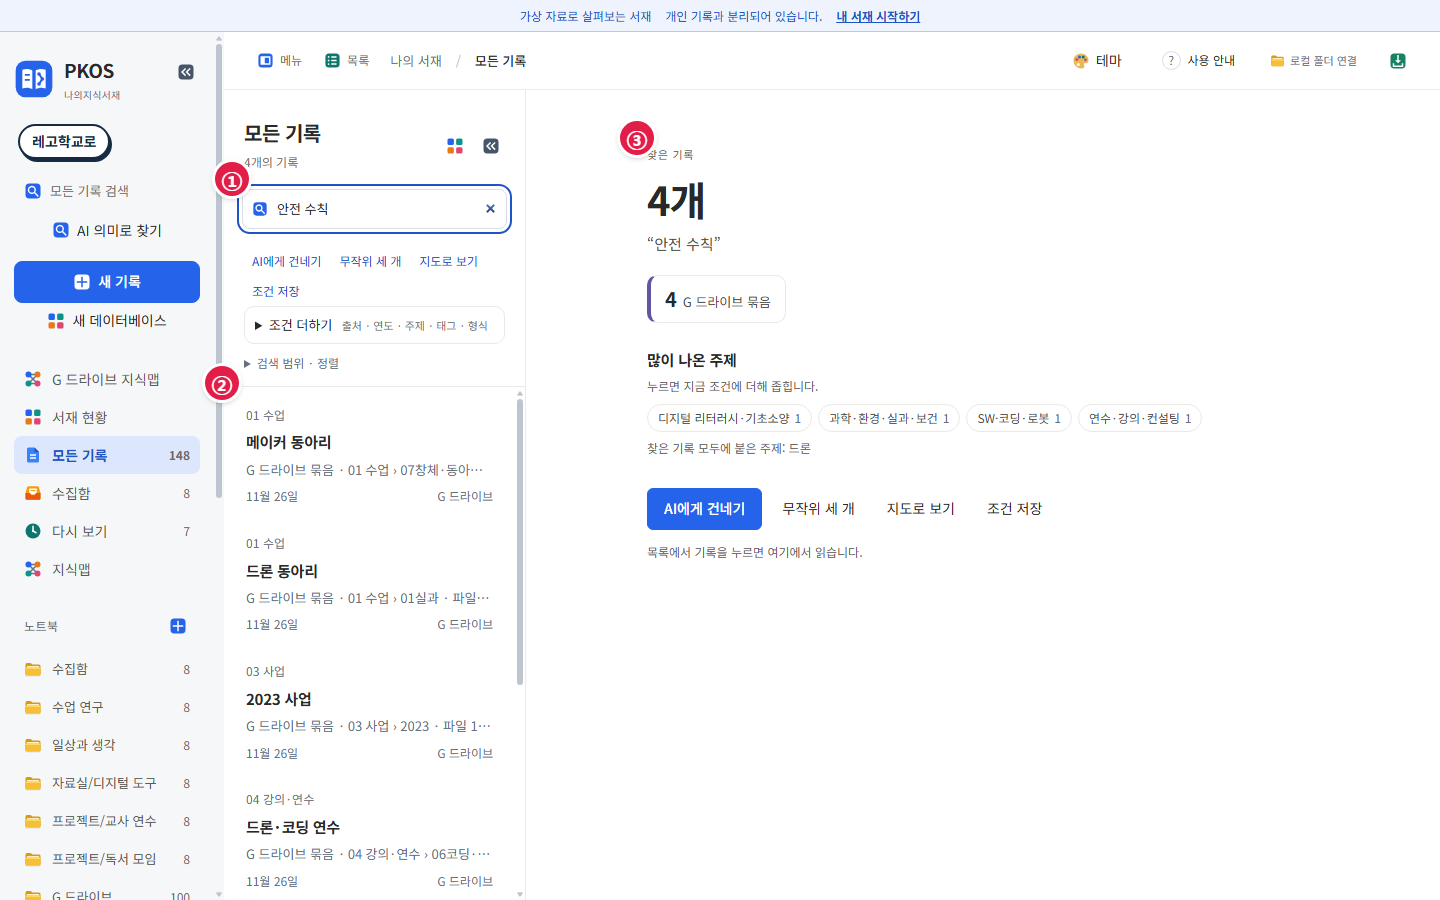 가상 자료로 살펴보는 서재 개인 기록과 분리되어 있습니다. 내 서재 시작하기
PKOS
나의지식서재
레고학교로
모든 기록 검색
AI 의미로 찾기
새 기록
새 데이터베이스
G 드라이브 지식맵
서재 현황
모든 기록 148
수집함 8
다시 보기 7
지식맵
노트북
수집함 8
수업 연구 8
일상과 생각 8
자료실/디지털 도구 8
프로젝트/교사 연수 8
프로젝트/독서 모임 8
G 드라이브 100
메뉴 목록 나의 서재 / 모든 기록
테마 ? 사용 안내 로컬 폴더 연결
모든 기록
4개의 기록
①
안전 수칙
AI에게 건네기 무작위 세 개 지도로 보기
조건 저장
▶ 조건 더하기 출처 · 연도 · 주제 · 태그 · 형식
▶ 검색 범위 · 정렬
②
01 수업
메이커 동아리
G 드라이브 묶음 · 01 수업 › 07창체·동아…
11월 26일 G 드라이브
01 수업
드론 동아리
G 드라이브 묶음 · 01 수업 › 01실과 · 파일…
11월 26일 G 드라이브
03 사업
2023 사업
G 드라이브 묶음 · 03 사업 › 2023 · 파일 1…
11월 26일 G 드라이브
04 강의·연수
드론·코딩 연수
G 드라이브 묶음 · 04 강의·연수 › 06코딩·…
11월 26일 G 드라이브
③
찾은 기록
4개
“안전 수칙”
4 G 드라이브 묶음
많이 나온 주제
누르면 지금 조건에 더해 좁힙니다.
디지털 리터러시·기초소양 1 과학·환경·실과·보건 1 SW·코딩·로봇 1 연수·강의·컨설팅 1
찾은 기록 모두에 붙은 주제: 드론
AI에게 건네기 무작위 세 개 지도로 보기 조건 저장
목록에서 기록을 누르면 여기에서 읽습니다.